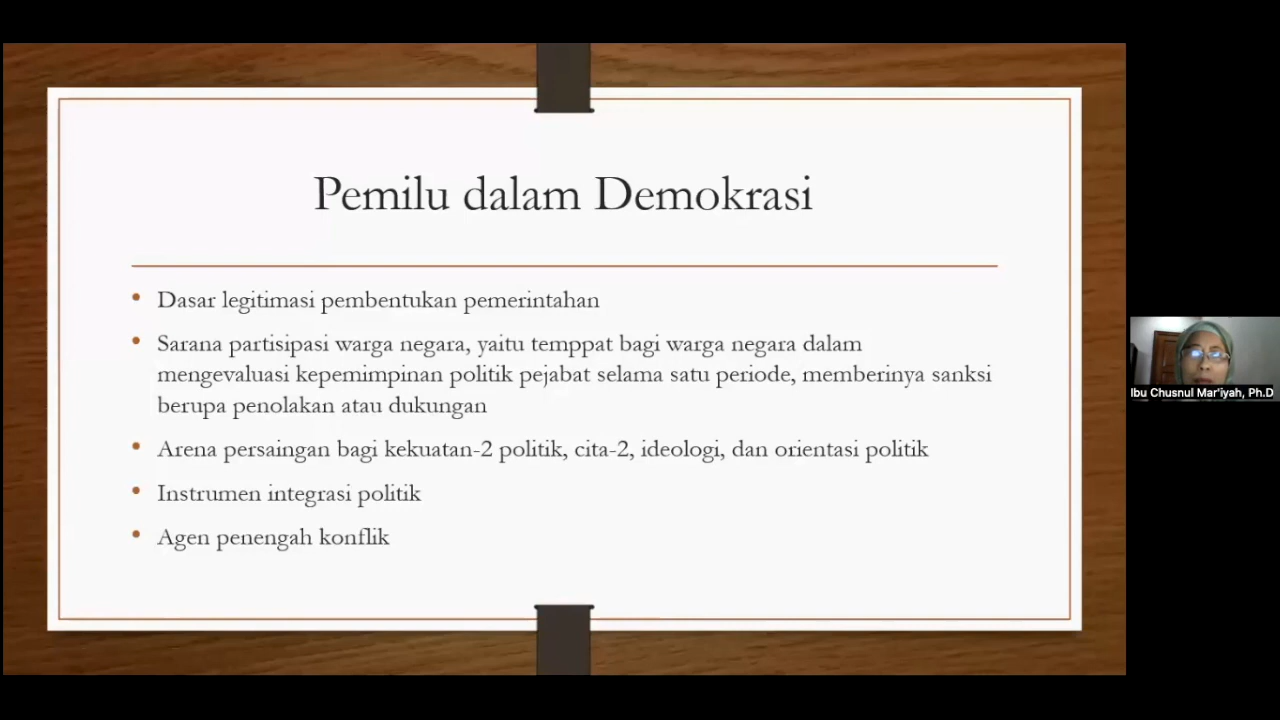 Pemilu dalam Demokrasi
• Dasar legitimasi pembentukan pemerintahan
• Sarana partisipasi warga negara, yaitu temppat bagi warga negara dalam
mengevaluasi kepemimpinan politik pejabat selama satu periode, memberinya sanksi
berupa penolakan atau dukungan
• Arena persaingan bagi kekuatan-2 politik, cita-2, ideologi, dan orientasi politik
• Instrumen integrasi politik
• Agen penengah konflik
Ibu Chusnul Mar'iyah, Ph.D